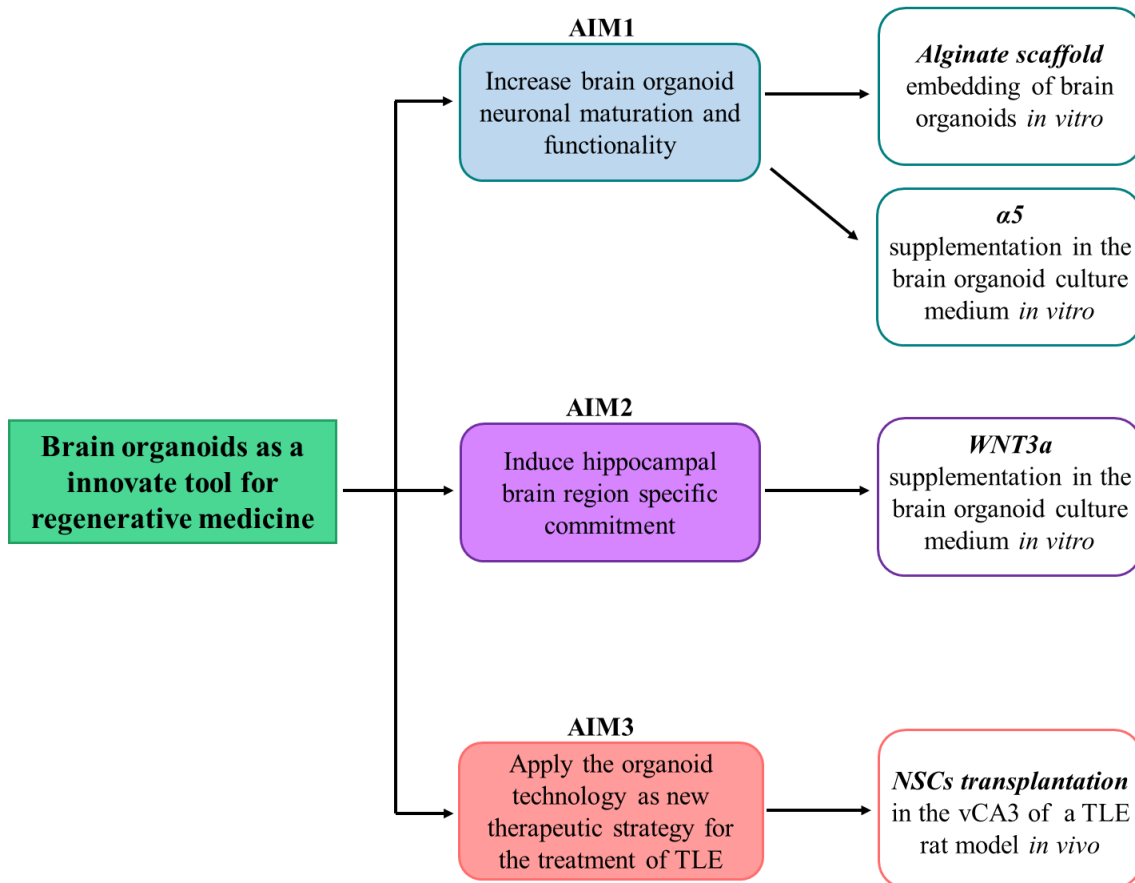 Brain organoids as a
innovate tool for
regenerative medicine
AIM1
Increase brain organoid
neuronal maturation and
functionality
Alginate scaffold
embedding of brain
organoids in vitro
α5
supplementation in the
brain organoid culture
medium in vitro
AIM2
Induce hippocampal
brain region specific
commitment
WNT3a
supplementation in the
brain organoid culture
medium in vitro
AIM3
Apply the organoid
technology as new
therapeutic strategy for
the treatment of TLE
NSCs transplantation
in the vCA3 of a TLE
rat model in vivo